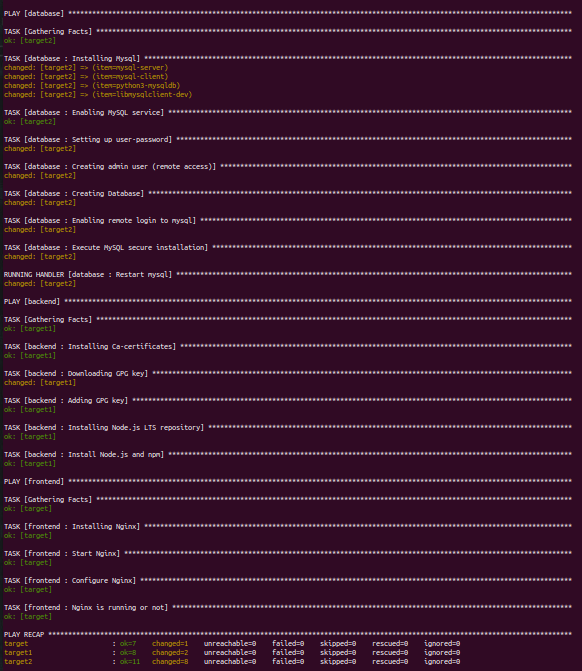 PLAY [database] ******************************************************************************************************************************
TASK [Gathering Facts] ***********************************************************************************************************************
ok: [target2]
TASK [database : Installing Mysql] ***********************************************************************************************************
changed: [target2] => (item=mysql-server)
changed: [target2] => (item=mysql-client)
changed: [target2] => (item=python3-mysqldb)
changed: [target2] => (item=libmysqlclient-dev)
TASK [database : Enabling MySQL service] *****************************************************************************************************
ok: [target2]
TASK [database : Setting up user-password] ***************************************************************************************************
changed: [target2]
TASK [database : Creating admin user (remote access)] ****************************************************************************************
changed: [target2]
TASK [database : Creating Database] **********************************************************************************************************
changed: [target2]
TASK [database : Enabling remote login to mysql] *********************************************************************************************
changed: [target2]
TASK [database : Execute MySQL secure installation] ******************************************************************************************
changed: [target2]
RUNNING HANDLER [database : Restart mysql] ***************************************************************************************************
changed: [target2]
PLAY [backend] *******************************************************************************************************************************
TASK [Gathering Facts] ***********************************************************************************************************************
ok: [target1]
TASK [backend : Installing Ca-certificates] **************************************************************************************************
ok: [target1]
TASK [backend : Downloading GPG key] *********************************************************************************************************
changed: [target1]
TASK [backend : Adding GPG key] **************************************************************************************************************
ok: [target1]
TASK [backend : Installing Node.js LTS repository] *******************************************************************************************
ok: [target1]
TASK [backend : Install Node.js and npm] *****************************************************************************************************
ok: [target1]
PLAY [frontend] ******************************************************************************************************************************
TASK [Gathering Facts] ***********************************************************************************************************************
ok: [target]
TASK [frontend : Installing Nginx] ***********************************************************************************************************
ok: [target]
TASK [frontend : Start Nginx] ****************************************************************************************************************
ok: [target]
TASK [frontend : Configure Nginx] ************************************************************************************************************
ok: [target]
TASK [frontend : Nginx is running or not] ****************************************************************************************************
ok: [target]
PLAY RECAP ***********************************************************************************************************************************
target : ok=7 changed=1 unreachable=0 failed=0 skipped=0 rescued=0 ignored=0
target1 : ok=8 changed=2 unreachable=0 failed=0 skipped=0 rescued=0 ignored=0
target2 : ok=11 changed=8 unreachable=0 failed=0 skipped=0 rescued=0 ignored=0